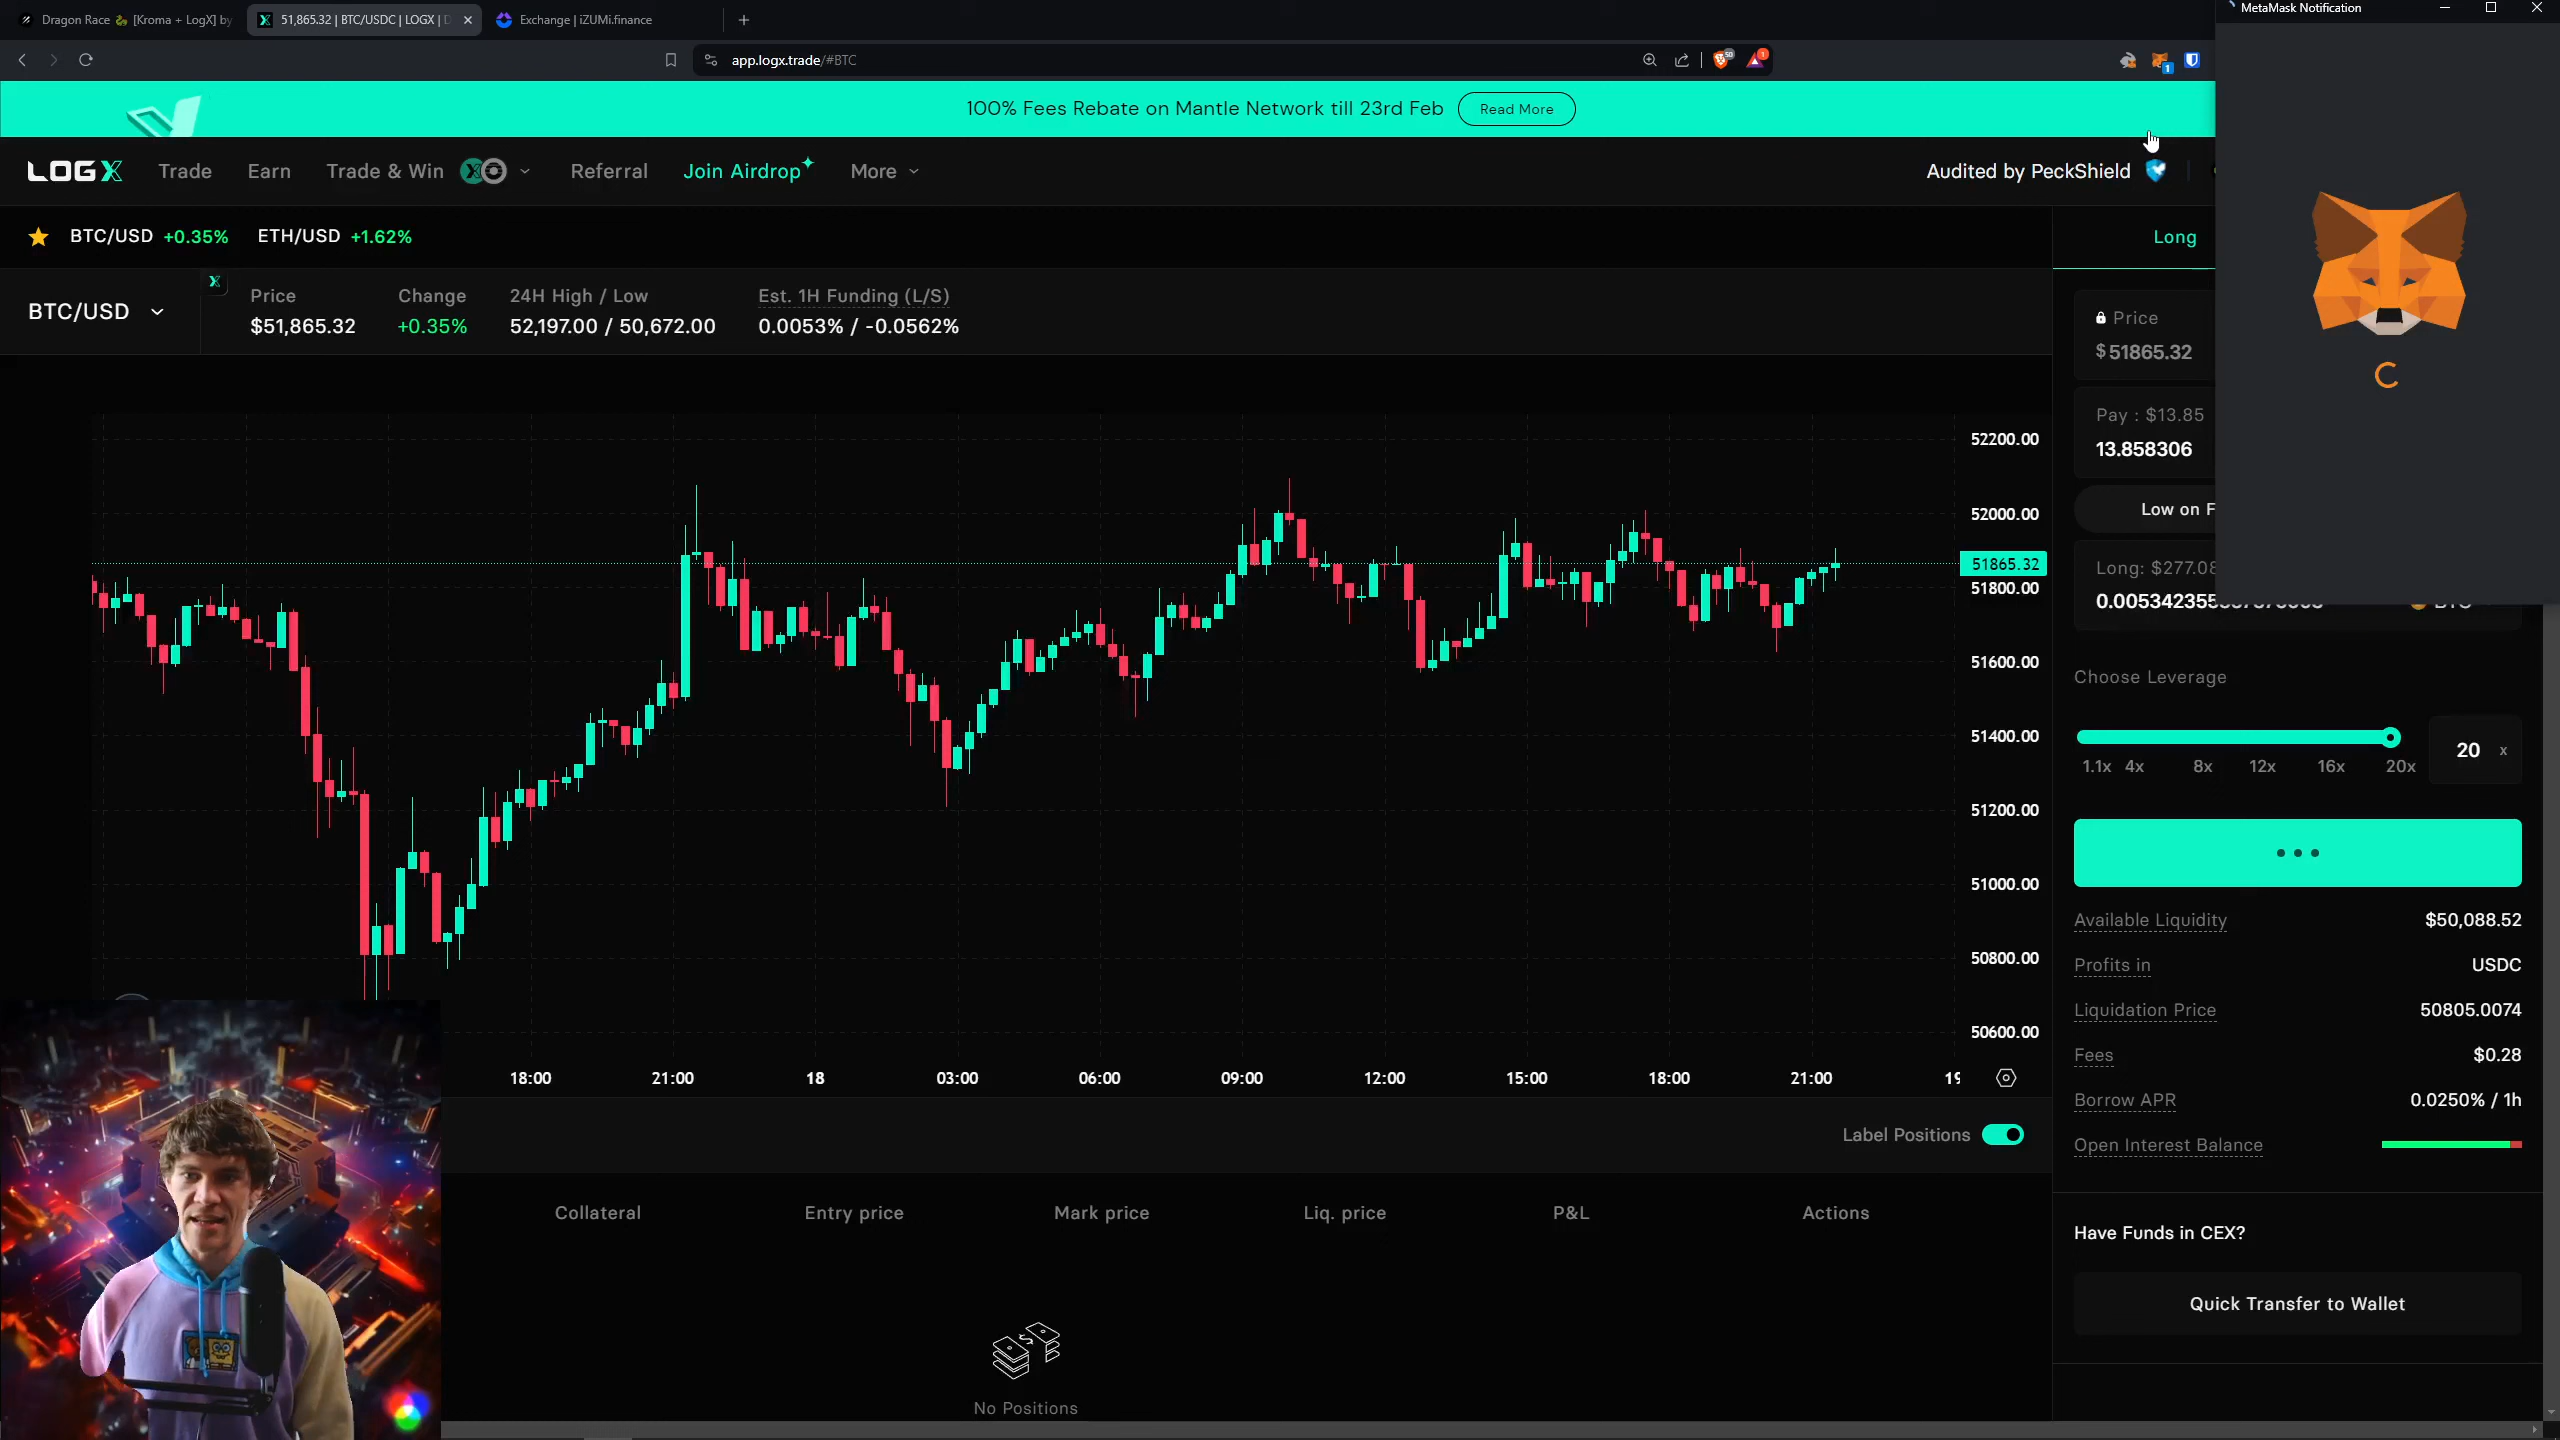 Dragon Race 🐉 [Kroma + LogX] by
51,865.32 | BTC/USDC | LOGX | D
Exchange | iZUMi.finance
MetaMask Notification
app.logx.trade/#BTC
50
1
1
100% Fees Rebate on Mantle Network till 23rd Feb
Read More
LOGX
Trade
Earn
Trade & Win
Referral
Join Airdrop
More
Audited by PeckShield
BTC/USD +0.35%
ETH/USD +1.62%
Long
BTC/USD
Price
$51,865.32
Change
+0.35%
24H High / Low
52,197.00 / 50,672.00
Est. 1H Funding (L/S)
0.0053% / -0.0562%
Price
$51865.32
Pay : $13.85
13.858306
Low on F
Long: $277.08
BTC
52200.00
52000.00
51865.32
51800.00
51600.00
51400.00
51200.00
51000.00
50800.00
50600.00
18:00
21:00
18
03:00
06:00
09:00
12:00
15:00
18:00
21:00
19
Choose Leverage
1.1x
4x
8x
12x
16x
20x
20 x
Available Liquidity
$50,088.52
Profits in
USDC
Liquidation Price
50805.0074
Fees
$0.28
Borrow APR
0.0250% / 1h
Open Interest Balance
Label Positions
Collateral
Entry price
Mark price
Liq. price
P&L
Actions
No Positions
Have Funds in CEX?
Quick Transfer to Wallet